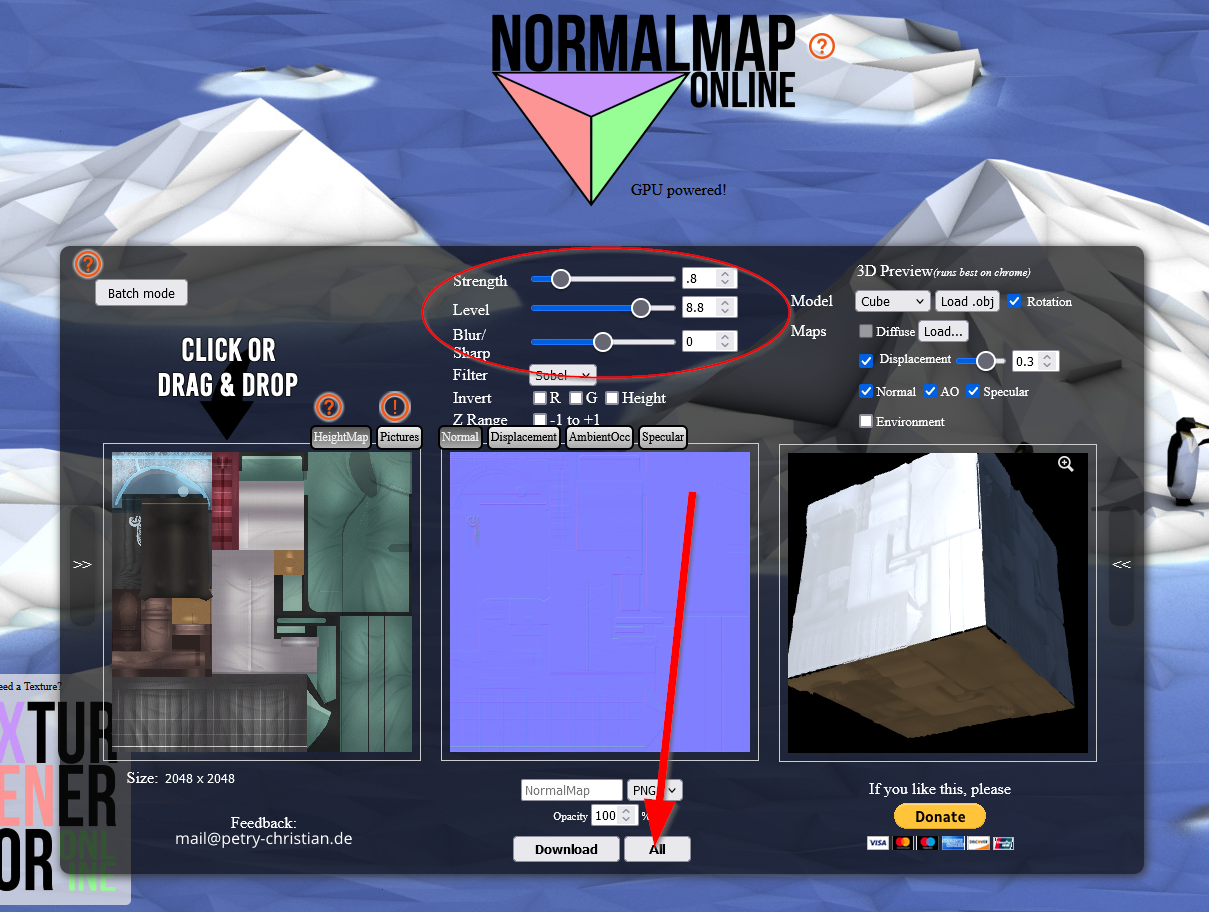 NORMALMAP
ONLINE
?
GPU powered!
?
Batch mode
CLICK OR
DRAG & DROP
Strength .8
Level 8.8
Blur/
Sharp 0
Filter Sobel
Invert R G Height
Z Range -1 to +1
3D Preview(runs best on chrome)
Model Cube Load .obj Rotation
Maps Diffuse Load...
Displacement 0.3
Normal AO Specular
Environment
? !
HeightMap Pictures
Normal Displacement AmbientOcc Specular
>>
<<
eed a Texture?
XTUR
ENER
OR ONL
INE
Size: 2048 x 2048
Feedback:
mail@petry-christian.de
NormalMap PNG
Opacity 100 %
Download All
If you like this, please
Donate
VISA DISCOVER